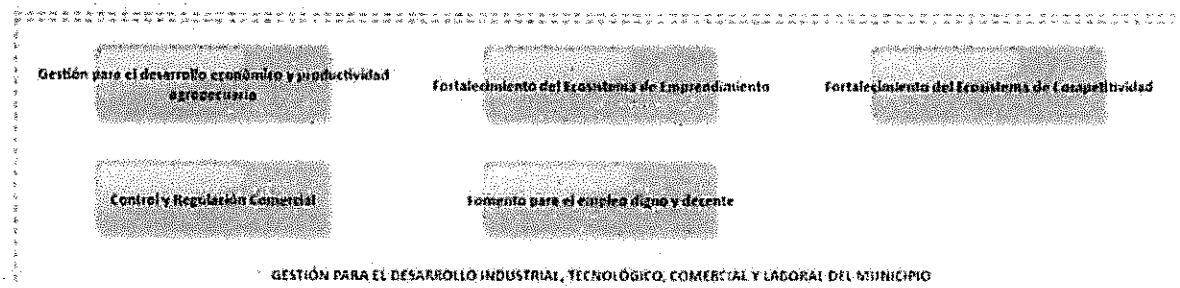 Gestión para el desarrollo económico y productividad
agropecuario
Fortalecimiento del Ecosistema de Emprendimiento
Fortalecimiento del Ecosistema de Competitividad
Control y Regulación Comercial
Fomento para el empleo digno y decente
GESTIÓN PARA EL DESARROLLO INDUSTRIAL, TECNOLÓGICO, COMERCIAL Y LABORAL DEL MUNICIPIO